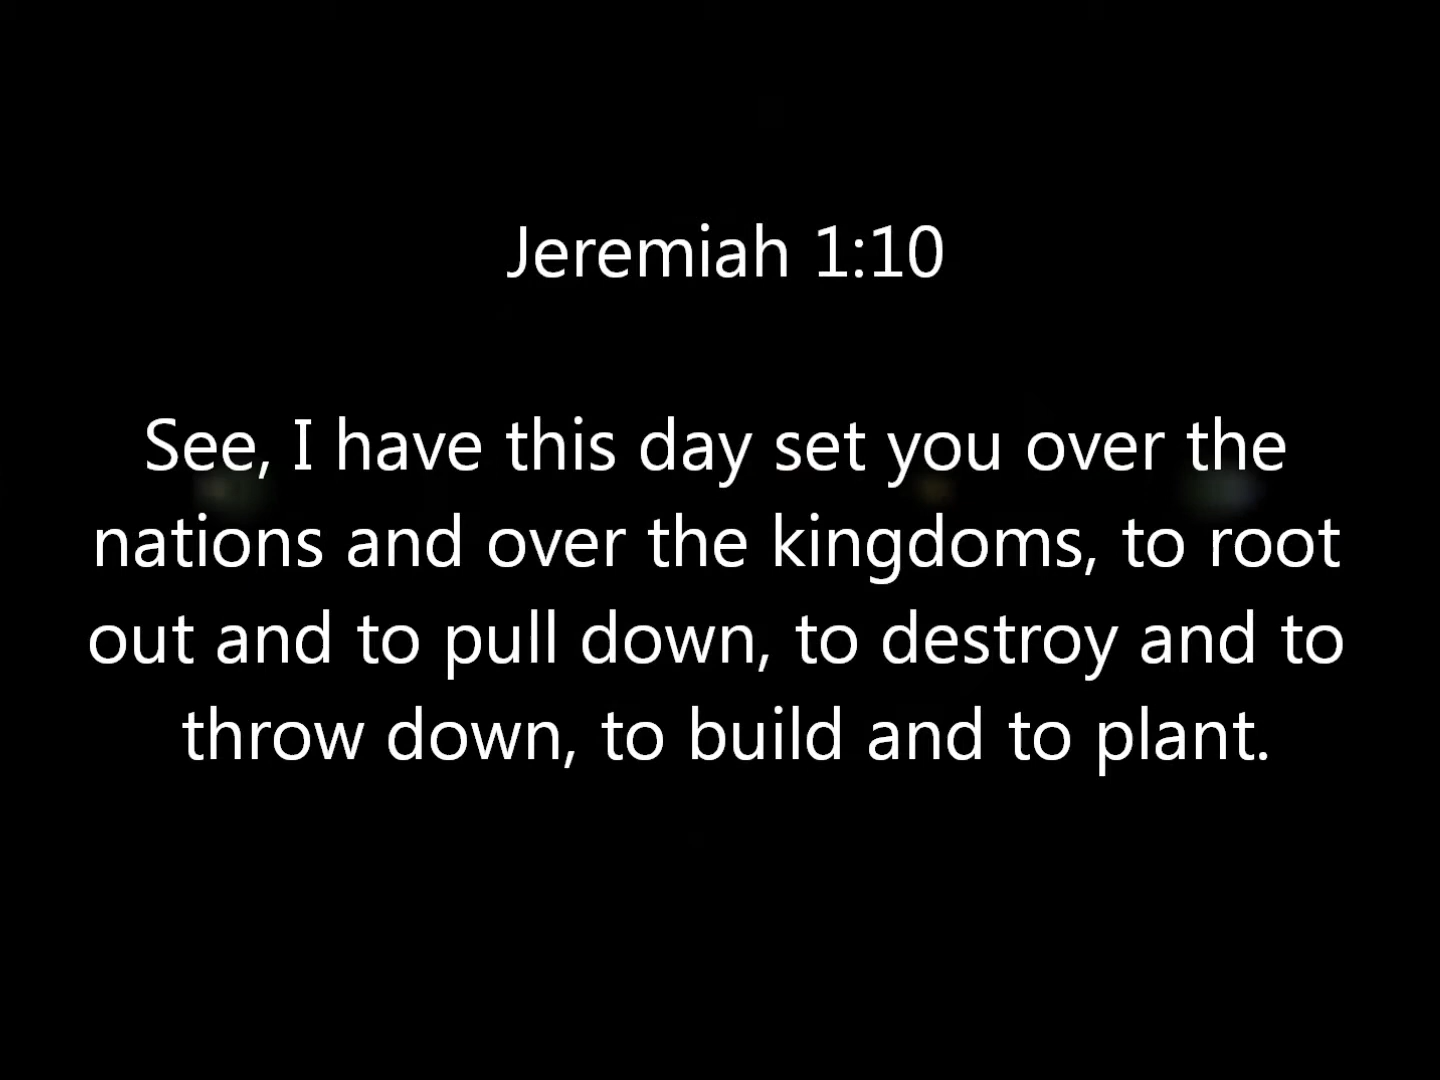 Jeremiah 1:10
See, I have this day set you over the
nations and over the kingdoms, to root
out and to pull down, to destroy and to
throw down, to build and to plant.